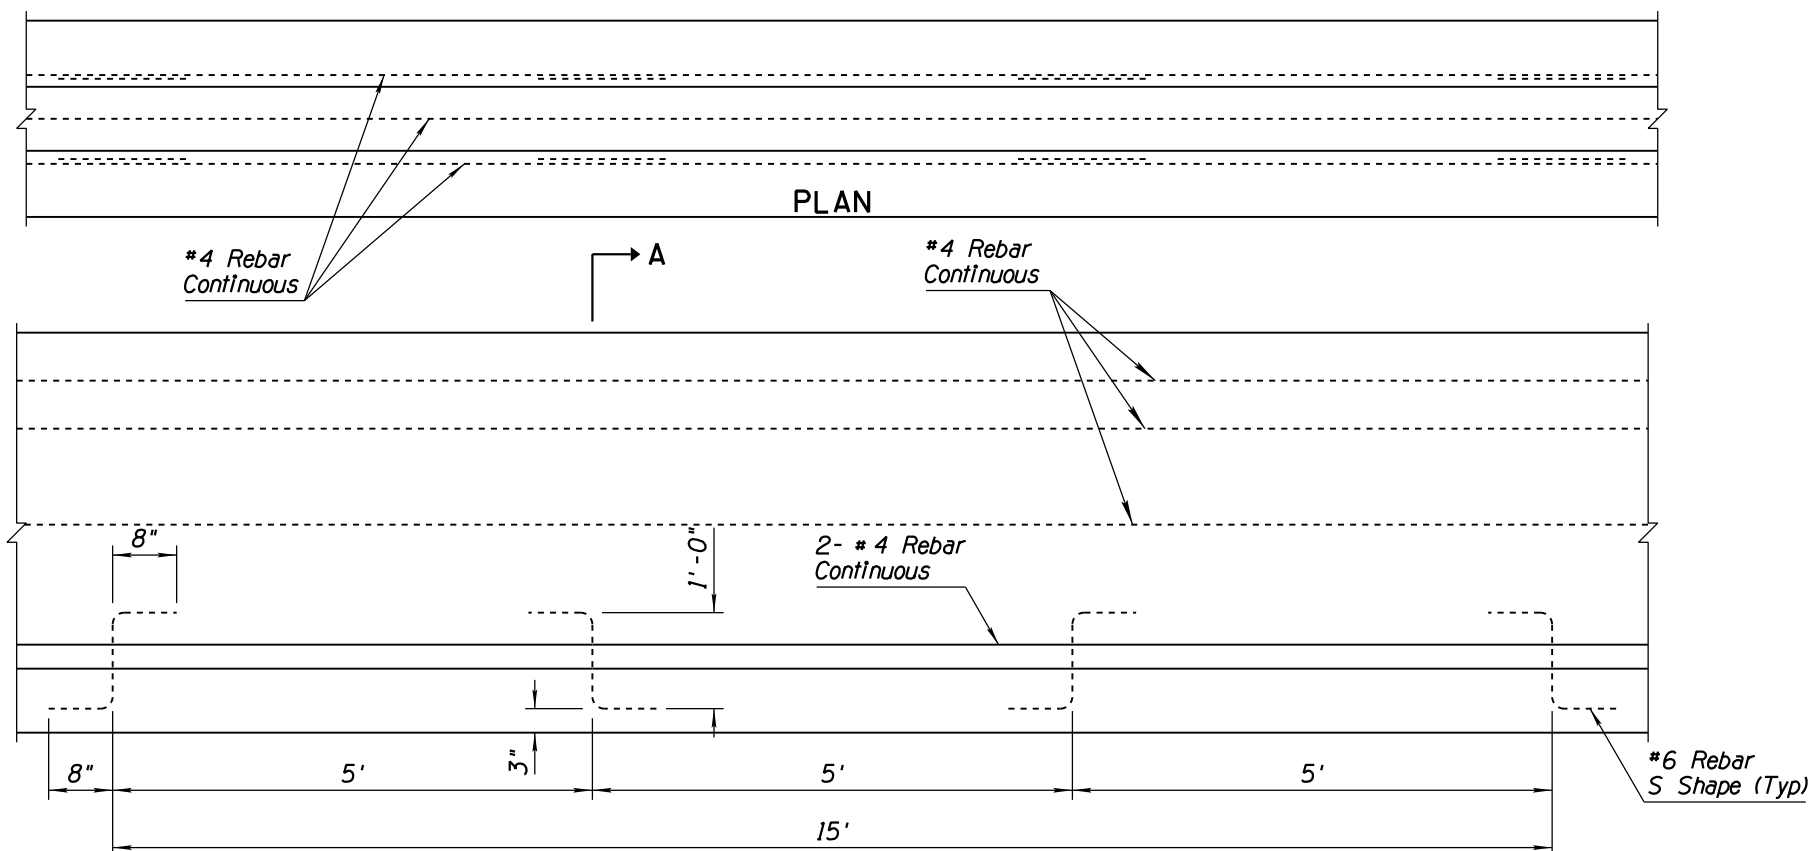 PLAN
#4 Rebar
Continuous
A
#4 Rebar
Continuous
8"
1'-0"
2- #4 Rebar
Continuous
3"
8"
5'
5'
5'
#6 Rebar
S Shape (Typ)
15'